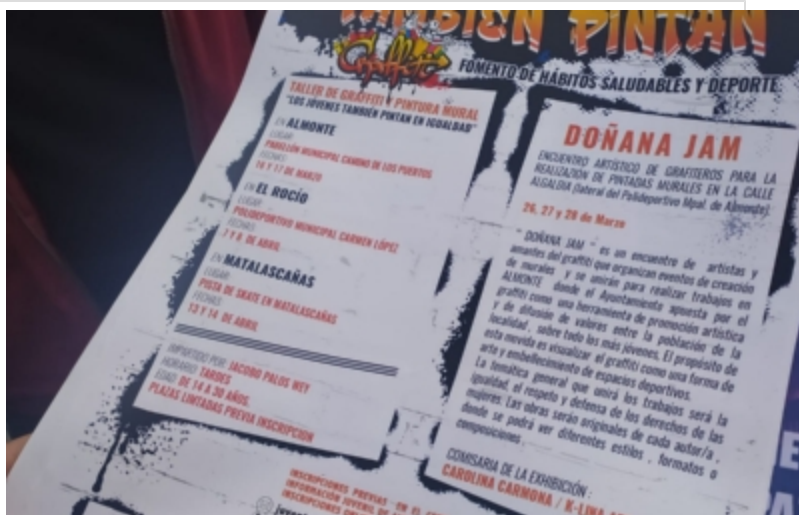 TAMBIÉN PINTAN
Graffiti
FOMENTO DE HÁBITOS SALUDABLES Y DEPORTE.
TALLER DE GRAFFITI Y PINTURA MURAL
"LOS JÓVENES TAMBIÉN PINTAN EN IGUALDAD"
EN ALMONTE
LUGAR:
PABELLÓN MUNICIPAL CAMINO DE LOS PUERTOS
FECHAS:
16 Y 17 DE MARZO
EN EL ROCÍO
LUGAR:
POLIDEPORTIVO MUNICIPAL CARMEN LÓPEZ
FECHAS:
7 Y 8 DE ABRIL
EN MATALASCAÑAS
LUGAR:
PISTA DE SKATE EN MATALASCAÑAS
FECHAS:
13 Y 14 DE ABRIL
IMPARTIDO POR: JACOBO PALOS WEY
HORARIO: TARDES
EDAD: DE 14 A 30 AÑOS.
PLAZAS LIMITADAS PREVIA INSCRIPCION
DOÑANA JAM
ENCUENTRO ARTÍSTICO DE GRAFITEROS PARA LA
REALIZACIÓN DE PINTADAS MURALES EN LA CALLE
ALGALDIA (lateral del Polideportivo Mpal. de Almonte).
26, 27 y 28 de Marzo
" DOÑANA JAM " es un encuentro de artistas y
amantes del graffiti que organizan eventos de creación
de murales y se unirán para realizar trabajos en
ALMONTE donde el Ayuntamiento apuesta por el
graffiti como una herramienta de promoción artística
y de difusión de valores entre la población de la
localidad, sobre todo los más jóvenes. El propósito de
esta movida es visualizar el graffiti como una forma de
arte y embellecimiento de espacios deportivos.
La temática general que unirá los trabajos será la
igualdad, el respeto y defensa de los derechos de las
mujeres. Las obras serán originales de cada autor/a ,
donde se podrá ver diferentes estilos , formatos o
composiciones .
COMISARIA DE LA EXHIBICIÓN :
CAROLINA CARMONA / K-LINA
INSCRIPCIONES PREVIAS EN EL
INFORMACIÓN JUVENIL DE
INSCRIPCIONES